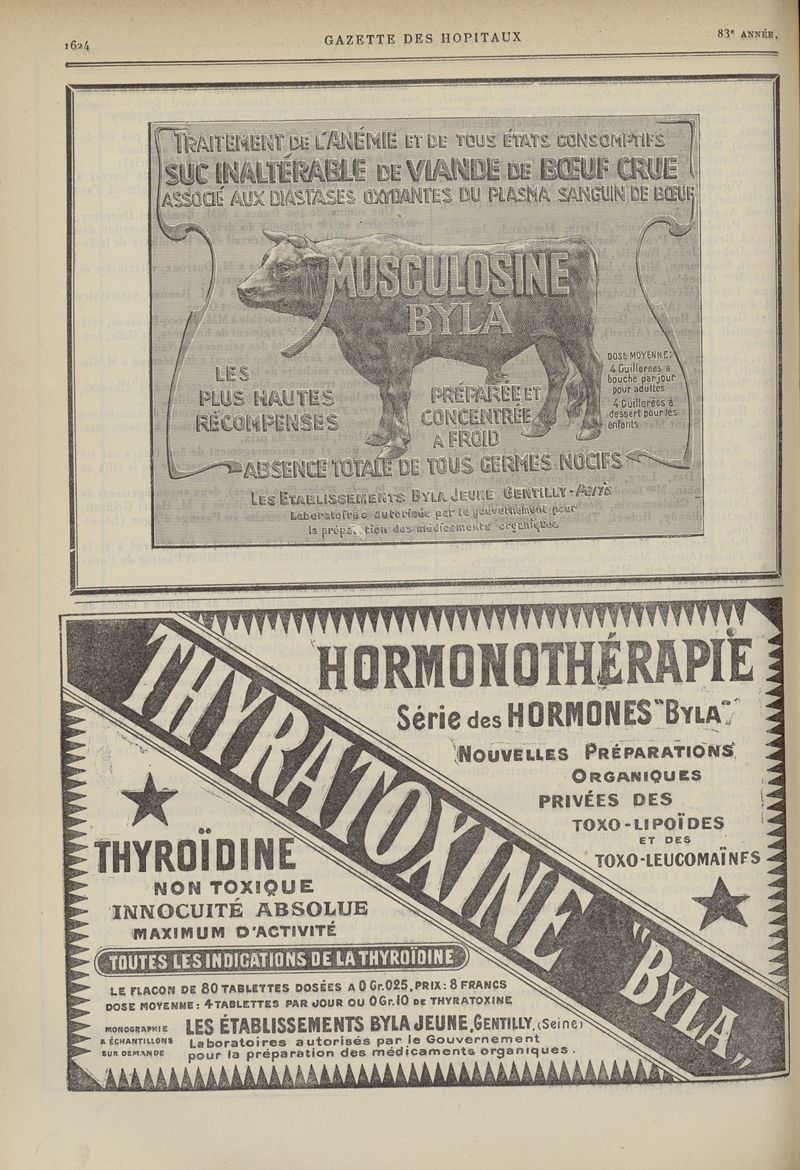 1624
GAZETTE DES HOPITAUX
83e ANNÉE.
TRAITEMENT DE L'ANÉMIE ET DE TOUS ÉTATS CONSOMPTIFS
SUC INALTÉRABLE DE VIANDE DE BŒUF CRUE
ASSOCIÉ AUX DIASTASES OXYDANTES DU PLASMA SANGUIN DE BŒUF
MUSCULOSINE
BYLA
LES
PLUS HAUTES
RÉCOMPENSES
PRÉPARÉE ET
CONCENTRÉE
A FROID
DOSE MOYENNE:
4 Cuillerées à
bouche par jour
pour adultes
4 Cuillerées à
dessert pour les
enfants
ABSENCE TOTALE DE TOUS GERMES NOCIFS
LES ETABLISSEMENTS BYLA JEUNE GENTILLY-Paris
Laboratoires autorisés par le gouvernement pour
la prépa. tion des médicaments organiques
HORMONOTHÉRAPIE
Série des HORMONES "BYLA"
NOUVELLES PRÉPARATIONS
ORGANIQUES
PRIVÉES DES
TOXO-LIPOÏDES
ET DES
TOXO-LEUCOMAÏNES
THYRATOXINE "BYLA"
THYROÏDINE
NON TOXIQUE
INNOCUITÉ ABSOLUE
MAXIMUM D'ACTIVITÉ
TOUTES LES INDICATIONS DE LA THYROÏDINE
LE FLACON DE 80 TABLETTES DOSÉES A 0 Gr.025. PRIX: 8 FRANCS
DOSE MOYENNE: 4 TABLETTES PAR JOUR OU 0 Gr.10 DE THYRATOXINE
MONOGRAPHIE
& ÉCHANTILLONS
SUR DEMANDE
LES ÉTABLISSEMENTS BYLA JEUNE, GENTILLY, (Seine)
Laboratoires autorisés par le Gouvernement
pour la préparation des médicaments organiques.